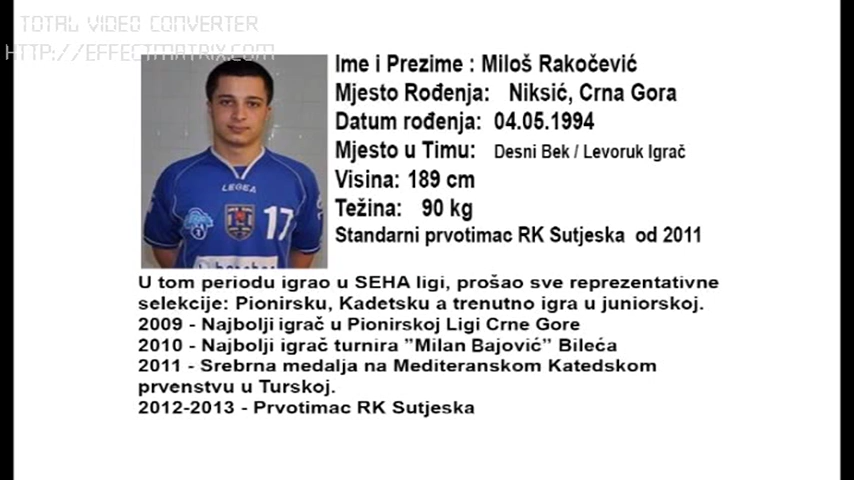 TOTAL VIDEO CONVERTER
HTTP://EFFECTMATRIX.COM
Ime i Prezime : Miloš Rakočević
Mjesto Rođenja: Niksić, Crna Gora
Datum rođenja: 04.05.1994
Mjesto u Timu: Desni Bek / Levoruk Igrač
Visina: 189 cm
Težina: 90 kg
Standarni prvotimac RK Sutjeska od 2011
LEGEA
17
U tom periodu igrao u SEHA ligi, prošao sve reprezentativne
selekcije: Pionirsku, Kadetsku a trenutno igra u juniorskoj.
2009 - Najbolji igrač u Pionirskoj Ligi Crne Gore
2010 - Najbolji igrač turnira ”Milan Bajović” Bileća
2011 - Srebrna medalja na Mediteranskom Katedskom
prvenstvu u Turskoj.
2012-2013 - Prvotimac RK Sutjeska